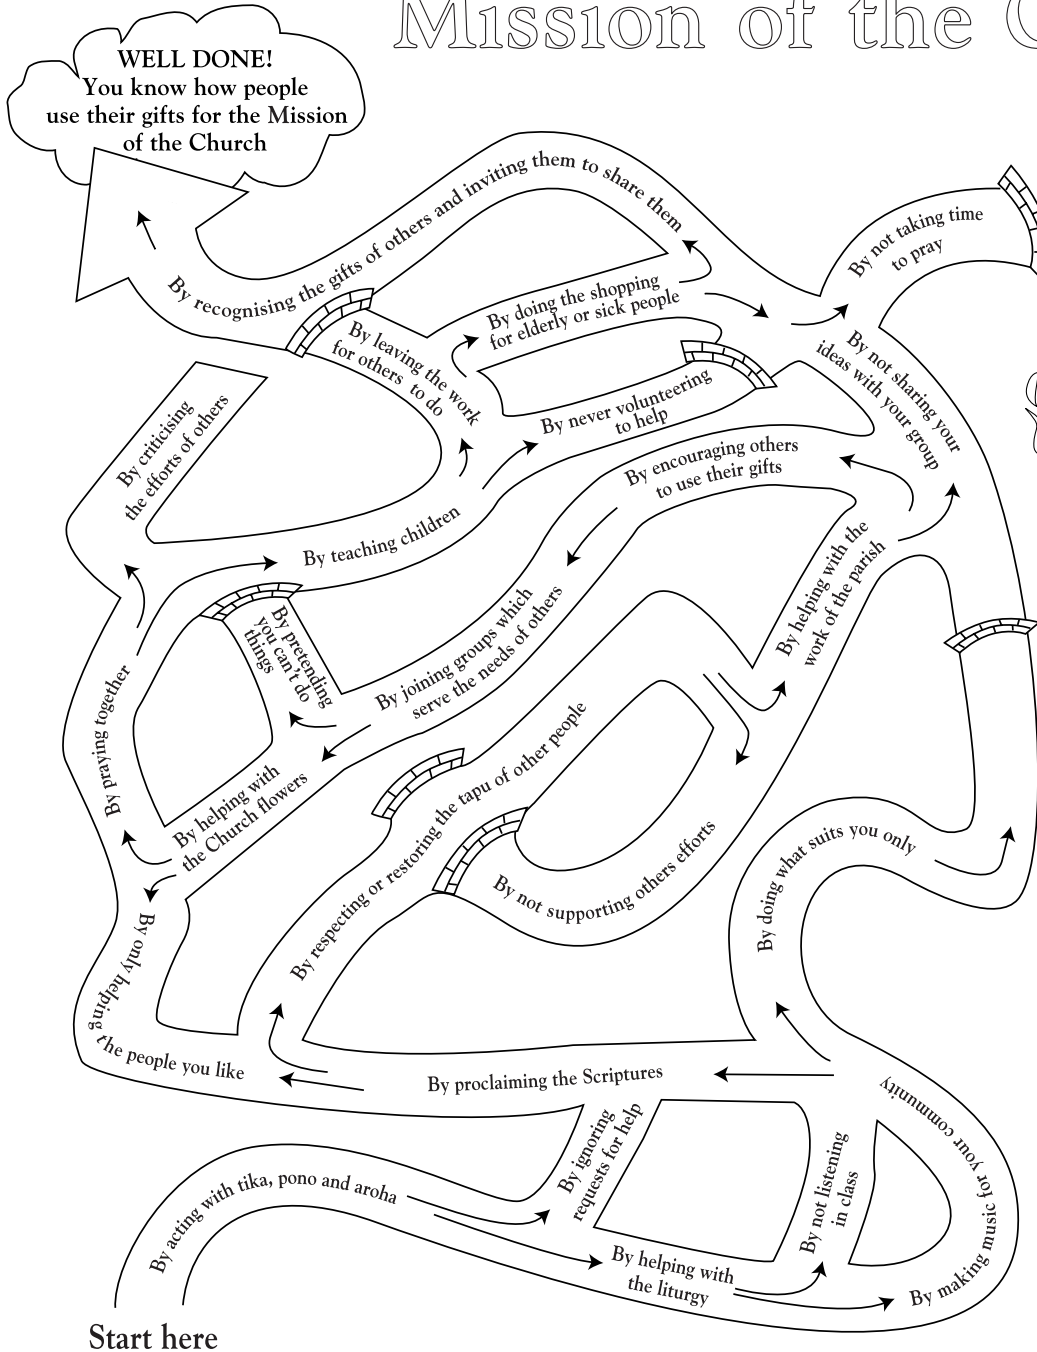 Mission of the C
WELL DONE!
You know how people
use their gifts for the Mission
of the Church
By recognising the gifts of others and inviting them to share them
By not taking time
to pray
By doing the shopping
for elderly or sick people
By leaving the work
for others to do
By not sharing your
ideas with your group
By never volunteering
to help
By criticising
the efforts of others
By encouraging others
to use their gifts
By teaching children
By helping with the
work of the parish
By pretending
you can't do
things
By joining groups which
serve the needs of others
By praying together
By helping with
the Church flowers
By respecting or restoring the tapu of other people
By not supporting others efforts
By doing what suits you only
By only helping the people you like
By proclaiming the Scriptures
By making music for your community
By ignoring
requests for help
By not listening
in class
By acting with tika, pono and aroha
By helping with
the liturgy
Start here